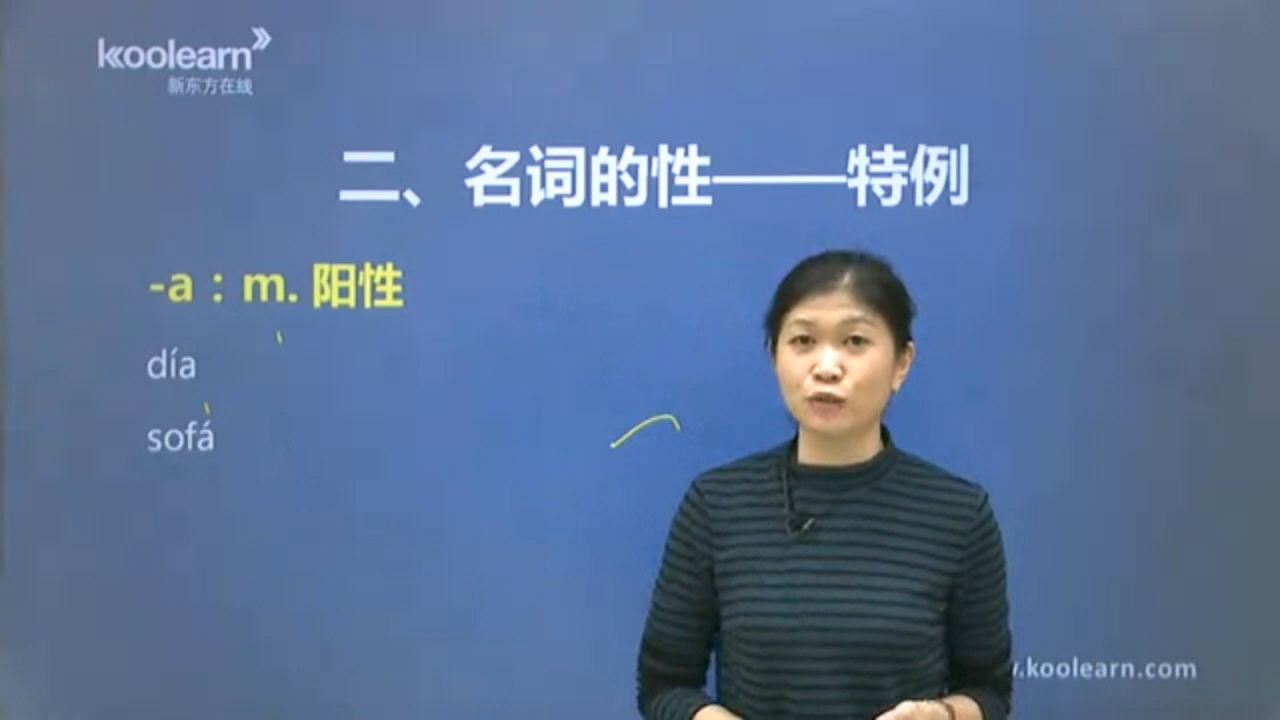 koolearn
新东方在线
二、名词的性——特例
-a：m. 阳性
día
sofá
.koolearn.com